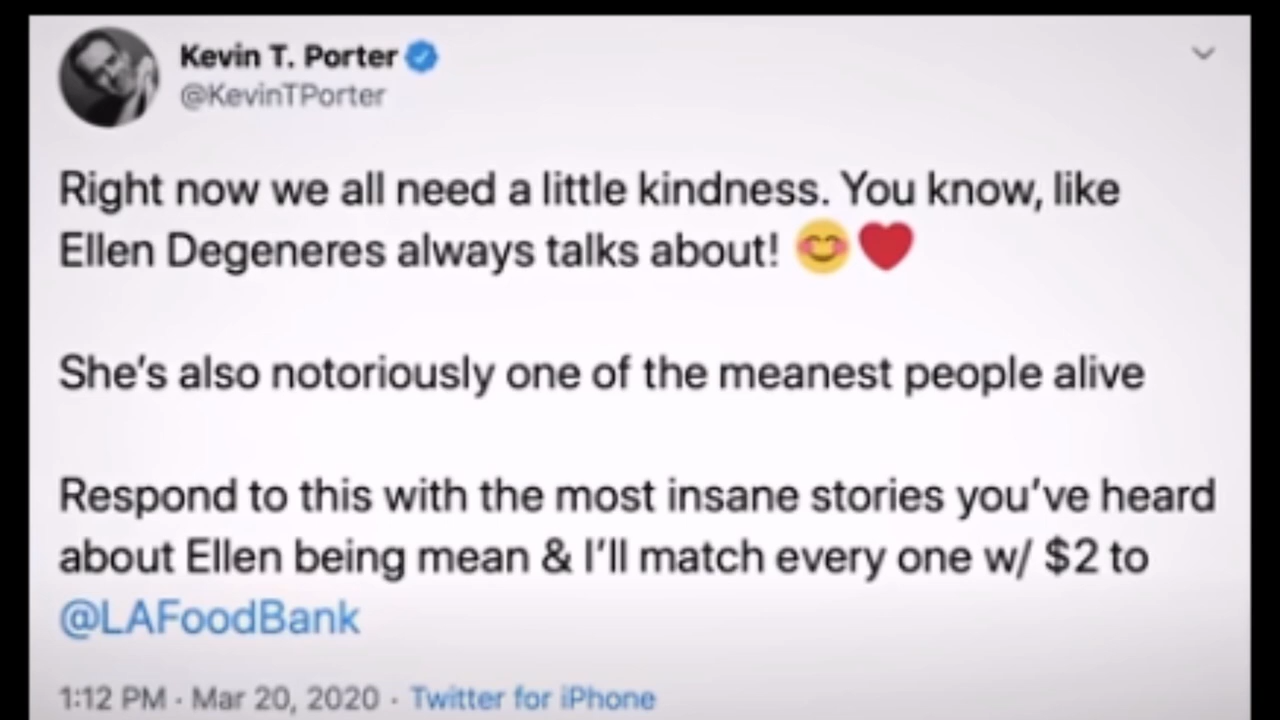 Kevin T. Porter
@KevinTPorter
Right now we all need a little kindness. You know, like
Ellen Degeneres always talks about! 😊❤️
She’s also notoriously one of the meanest people alive
Respond to this with the most insane stories you’ve heard
about Ellen being mean & I’ll match every one w/ $2 to
@LAFoodBank
1:12 PM · Mar 20, 2020 · Twitter for iPhone